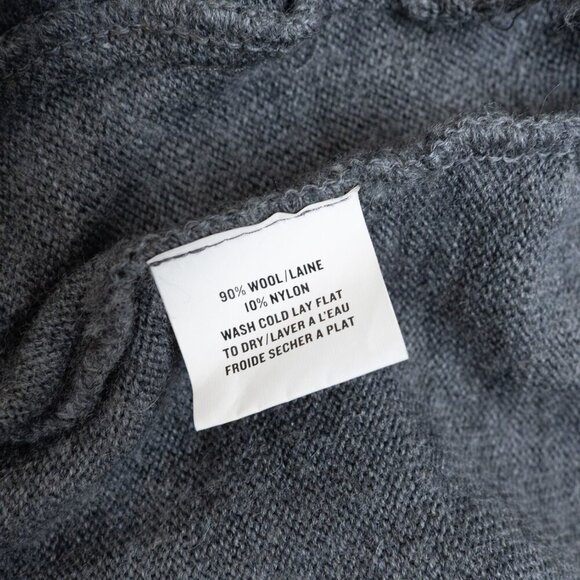 90% WOOL/LAINE
10% NYLON
WASH COLD LAY FLAT
TO DRY/LAVER A L'EAU
FROIDE SECHER A PLAT